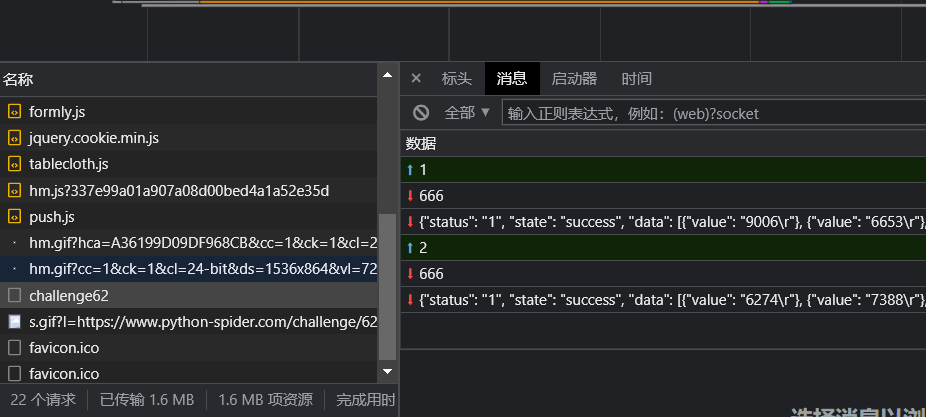 名称
formly.js
jquery.cookie.min.js
tablecloth.js
hm.js?337e99a01a907a08d00bed4a1a52e35d
push.js
hm.gif?hca=A36199D09DF968CB&cc=1&ck=1&cl=2
hm.gif?cc=1&ck=1&cl=24-bit&ds=1536x864&vl=72
challenge62
s.gif?l=https://www.python-spider.com/challenge/62
favicon.ico
favicon.ico
22 个请求 已传输 1.6 MB 1.6 MB 项资源 完成用时
× 标头 消息 启动器 时间
全部 ▼ 输入正则表达式，例如：(web)?socket
数据
↑ 1
↓ 666
↓ {"status": "1", "state": "success", "data": [{"value": "9006\r"}, {"value": "6653\r"},
↑ 2
↓ 666
↓ {"status": "1", "state": "success", "data": [{"value": "6274\r"}, {"value": "7388\r"},
选择消息以浏